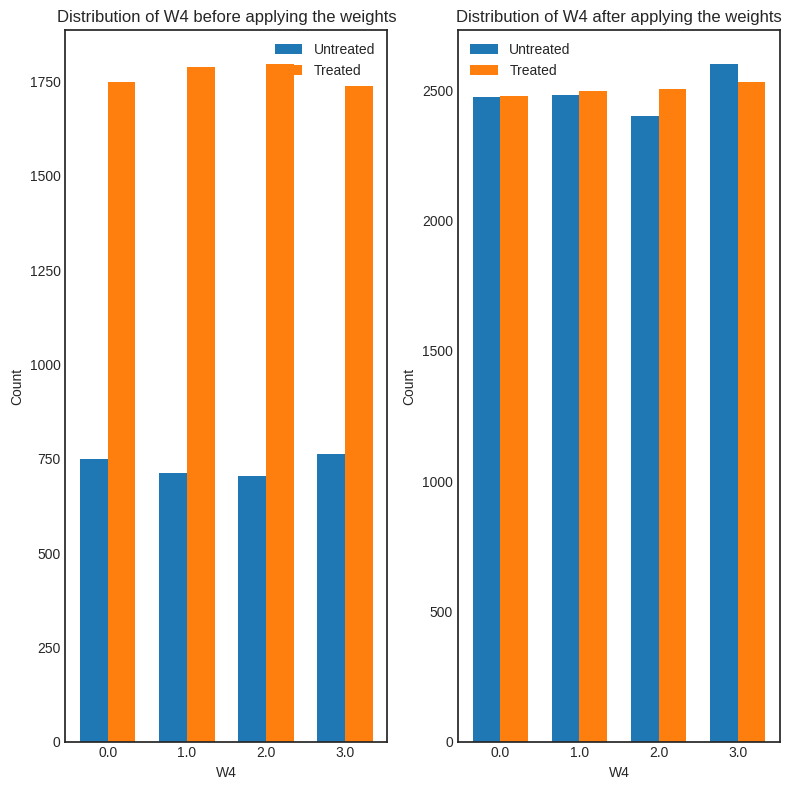 Distribution of W4 before applying the weights
Untreated
Treated
1750
1500
1250
1000
750
500
250
0
Count
0.0 1.0 2.0 3.0
W4
Distribution of W4 after applying the weights
Untreated
Treated
2500
2000
1500
1000
500
0
Count
0.0 1.0 2.0 3.0
W4